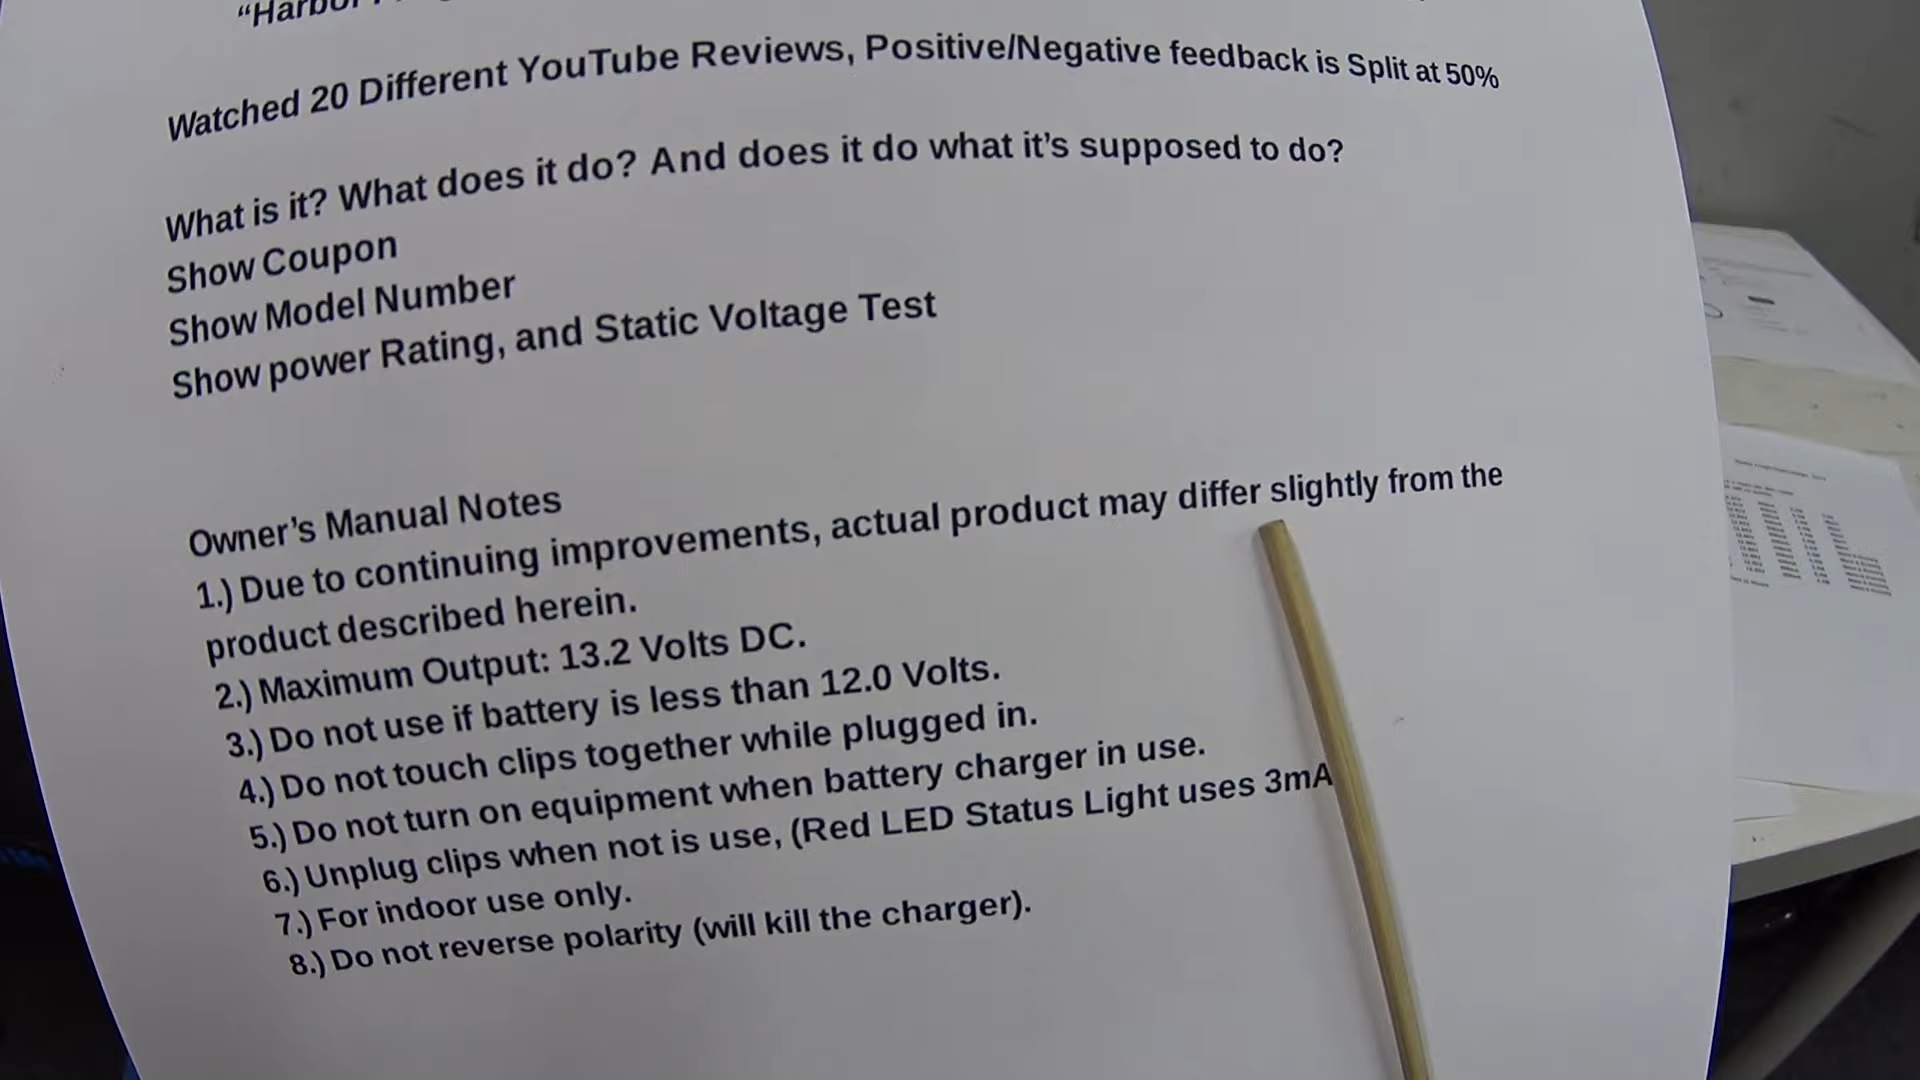 “Harbor
Watched 20 Different YouTube Reviews, Positive/Negative feedback is Split at 50%
What is it? What does it do? And does it do what it’s supposed to do?
Show Coupon
Show Model Number
Show power Rating, and Static Voltage Test
Owner’s Manual Notes
1.) Due to continuing improvements, actual product may differ slightly from the
product described herein.
2.) Maximum Output: 13.2 Volts DC.
3.) Do not use if battery is less than 12.0 Volts.
4.) Do not touch clips together while plugged in.
5.) Do not turn on equipment when battery charger in use.
6.) Unplug clips when not is use, (Red LED Status Light uses 3mA
7.) For indoor use only.
8.) Do not reverse polarity (will kill the charger).